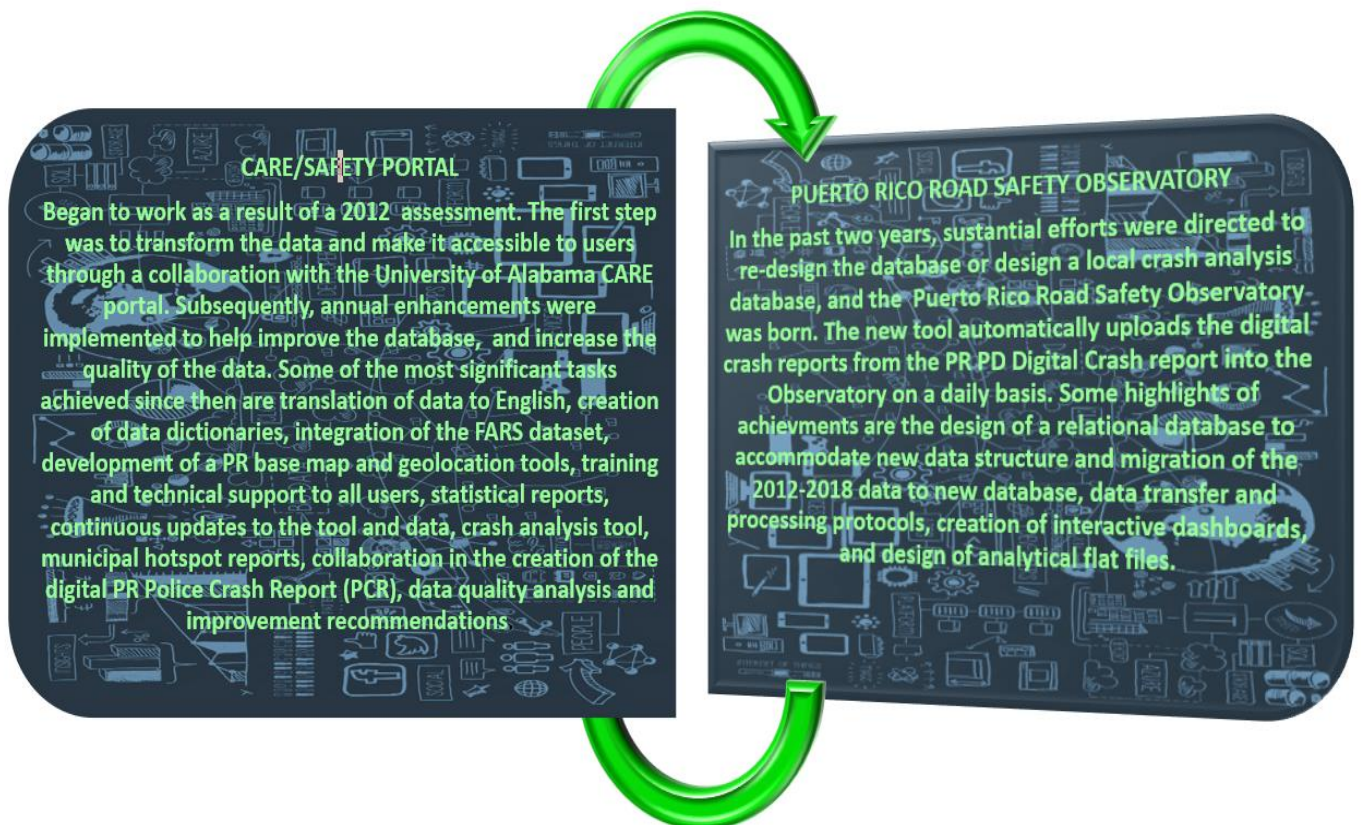 CARE/SAFETY PORTAL
Began to work as a result of a 2012 assessment. The first step
was to transform the data and make it accessible to users
through a collaboration with the University of Alabama CARE
portal. Subsequently, annual enhancements were
implemented to help improve the database, and increase the
quality of the data. Some of the most significant tasks
achieved since then are translation of data to English, creation
of data dictionaries, integration of the FARS dataset,
development of a PR base map and geolocation tools, training
and technical support to all users, statistical reports,
continuous updates to the tool and data, crash analysis tool,
municipal hotspot reports, collaboration in the creation of the
digital PR Police Crash Report (PCR), data quality analysis and
improvement recommendations
PEOPLE
SOCIAL
PUERTO RICO ROAD SAFETY OBSERVATORY
In the past two years, sustantial efforts were directed to
re-design the database or design a local crash analysis
database, and the Puerto Rico Road Safety Observatory
was born. The new tool automatically uploads the digital
crash reports from the PR PD Digital Crash report into the
Observatory on a daily basis. Some highlights of
achievments are the design of a relational database to
accommodate new data structure and migration of the
2012-2018 data to new database, data transfer and
processing protocols, creation of interactive dashboards,
and design of analytical flat files.